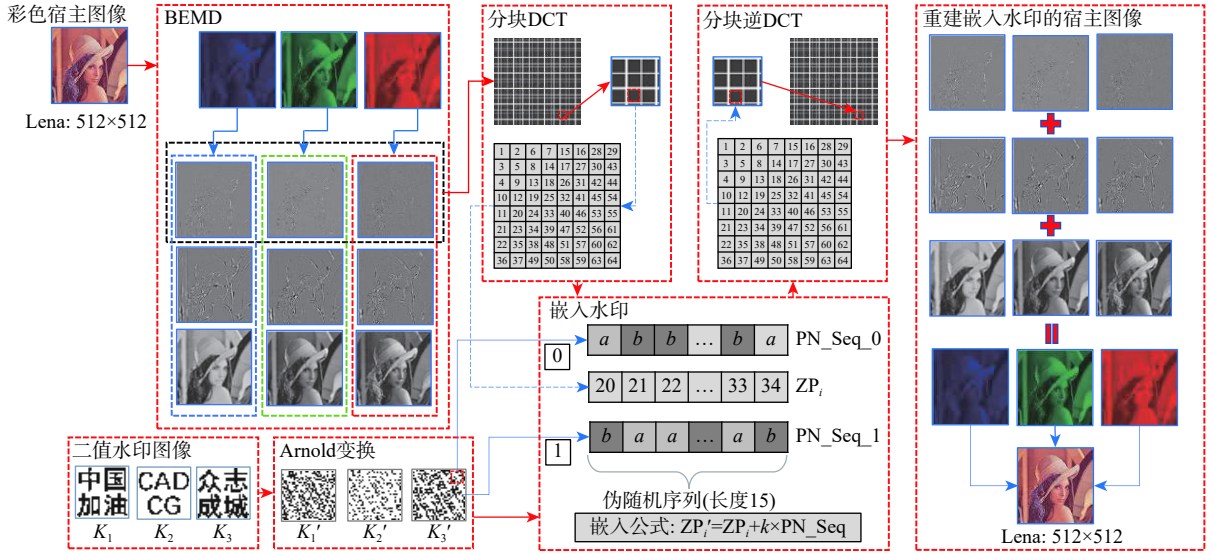 彩色宿主图像
Lena: 512×512
BEMD
分块DCT
1 2 6 7 15 16 28 29
3 5 8 14 17 27 30 43
4 9 13 18 26 31 42 44
10 12 19 25 32 41 45 54
11 20 24 33 40 46 53 55
21 23 34 39 47 52 56 61
22 35 38 48 51 57 60 62
36 37 49 50 58 59 63 64
分块逆DCT
1 2 6 7 15 16 28 29
3 5 8 14 17 27 30 43
4 9 13 18 26 31 42 44
10 12 19 25 32 41 45 54
11 20 24 33 40 46 53 55
21 23 34 39 47 52 56 61
22 35 38 48 51 57 60 62
36 37 49 50 58 59 63 64
重建嵌入水印的宿主图像
Lena: 512×512
二值水印图像
中国
加油
CAD
CG
众志
成城
K₁ K₂ K₃
Arnold变换
K₁′ K₂′ K₃′
嵌入水印
0
a b b … b a PN_Seq_0
20 21 22 … 33 34 ZPᵢ
1
b a a … a b PN_Seq_1
伪随机序列(长度15)
嵌入公式: ZPᵢ′=ZPᵢ+k×PN_Seq